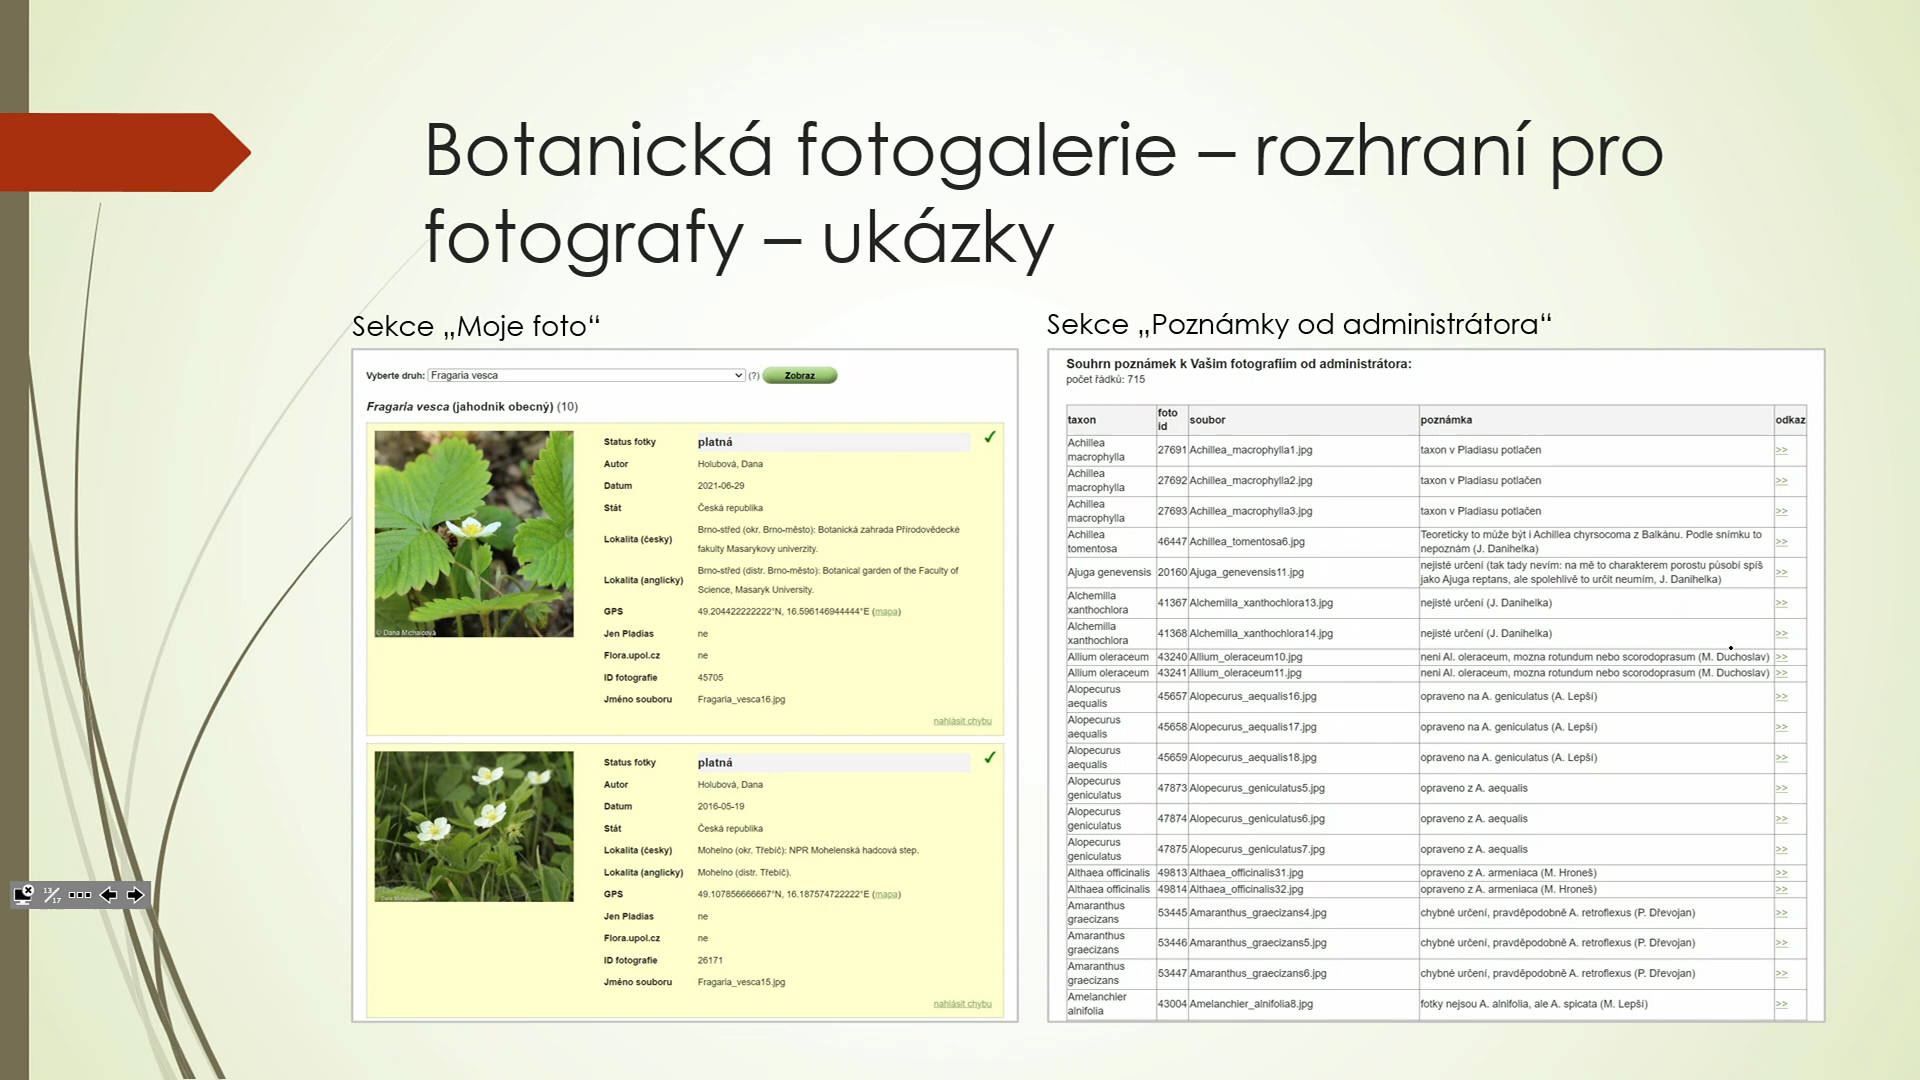 Botanická fotogalerie – rozhraní pro
fotografy – ukázky
Sekce „Moje foto“
Vyberte druh: Fragaria vesca (?) Zobraz
Fragaria vesca (jahodník obecný) (10)
Status fotky platná
Autor Holubová, Dana
Datum 2021-06-29
Stát Česká republika
Lokalita (česky) Brno-střed (okr. Brno-město): Botanická zahrada Přírodovědecké
fakulty Masarykovy univerzity.
Lokalita (anglicky) Brno-střed (distr. Brno-město): Botanical garden of the Faculty of
Science, Masaryk University.
GPS 49.204422222222°N, 16.596146944444°E (mapa)
Jen Pladias ne
Flora.upol.cz ne
ID fotografie 45705
Jméno souboru Fragaria_vesca16.jpg
© Dana Michalcová
nahlásit chybu
Status fotky platná
Autor Holubová, Dana
Datum 2016-05-19
Stát Česká republika
Lokalita (česky) Mohelno (okr. Třebíč): NPR Mohelenská hadcová step.
Lokalita (anglicky) Mohelno (distr. Třebíč).
GPS 49.107856666667°N, 16.187574722222°E (mapa)
Jen Pladias ne
Flora.upol.cz ne
ID fotografie 26171
Jméno souboru Fragaria_vesca15.jpg
nahlásit chybu
Sekce „Poznámky od administrátora“
Souhrn poznámek k Vašim fotografiím od administrátora:
počet řádků: 715
taxon foto id soubor poznámka odkaz
Achillea macrophylla 27691 Achillea_macrophylla1.jpg taxon v Pladiasu potlačen >>
Achillea macrophylla 27692 Achillea_macrophylla2.jpg taxon v Pladiasu potlačen >>
Achillea macrophylla 27693 Achillea_macrophylla3.jpg taxon v Pladiasu potlačen >>
Achillea tomentosa 46447 Achillea_tomentosa6.jpg Teoreticky to může být i Achillea chyrsocoma z Balkánu. Podle snímku to nepoznám (J. Danihelka) >>
Ajuga genevensis 20160 Ajuga_genevensis11.jpg nejisté určení (tak tady nevím: na mě to charakterem porostu působí spíš jako Ajuga reptans, ale spolehlivě to určit neumím, J. Danihelka) >>
Alchemilla xanthochlora 41367 Alchemilla_xanthochlora13.jpg nejisté určení (J. Danihelka) >>
Alchemilla xanthochlora 41368 Alchemilla_xanthochlora14.jpg nejisté určení (J. Danihelka) >>
Allium oleraceum 43240 Allium_oleraceum10.jpg neni Al. oleraceum, mozna rotundum nebo scorodoprasum (M. Duchoslav) >>
Allium oleraceum 43241 Allium_oleraceum11.jpg neni Al. oleraceum, mozna rotundum nebo scorodoprasum (M. Duchoslav) >>
Alopecurus aequalis 45657 Alopecurus_aequalis16.jpg opraveno na A. geniculatus (A. Lepší) >>
Alopecurus aequalis 45658 Alopecurus_aequalis17.jpg opraveno na A. geniculatus (A. Lepší) >>
Alopecurus aequalis 45659 Alopecurus_aequalis18.jpg opraveno na A. geniculatus (A. Lepší) >>
Alopecurus geniculatus 47873 Alopecurus_geniculatus5.jpg opraveno z A. aequalis >>
Alopecurus geniculatus 47874 Alopecurus_geniculatus6.jpg opraveno z A. aequalis >>
Alopecurus geniculatus 47875 Alopecurus_geniculatus7.jpg opraveno z A. aequalis >>
Althaea officinalis 49813 Althaea_officinalis31.jpg opraveno z A. armeniaca (M. Hroneš) >>
Althaea officinalis 49814 Althaea_officinalis32.jpg opraveno z A. armeniaca (M. Hroneš) >>
Amaranthus graecizans 53445 Amaranthus_graecizans4.jpg chybné určení, pravděpodobně A. retroflexus (P. Dřevojan) >>
Amaranthus graecizans 53446 Amaranthus_graecizans5.jpg chybné určení, pravděpodobně A. retroflexus (P. Dřevojan) >>
Amaranthus graecizans 53447 Amaranthus_graecizans6.jpg chybné určení, pravděpodobně A. retroflexus (P. Dřevojan) >>
Amelanchier alnifolia 43004 Amelanchier_alnifolia8.jpg fotky nejsou A. alnifolia, ale A. spicata (M. Lepší) >>
13/17